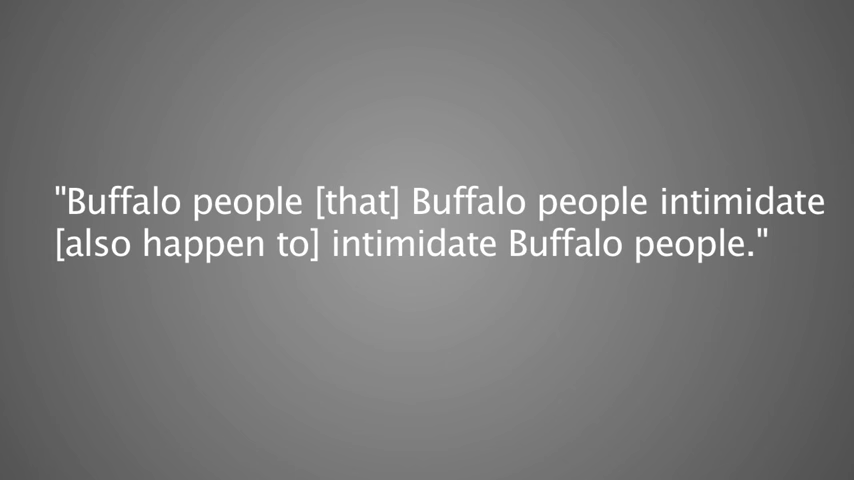 "Buffalo people [that] Buffalo people intimidate
[also happen to] intimidate Buffalo people."